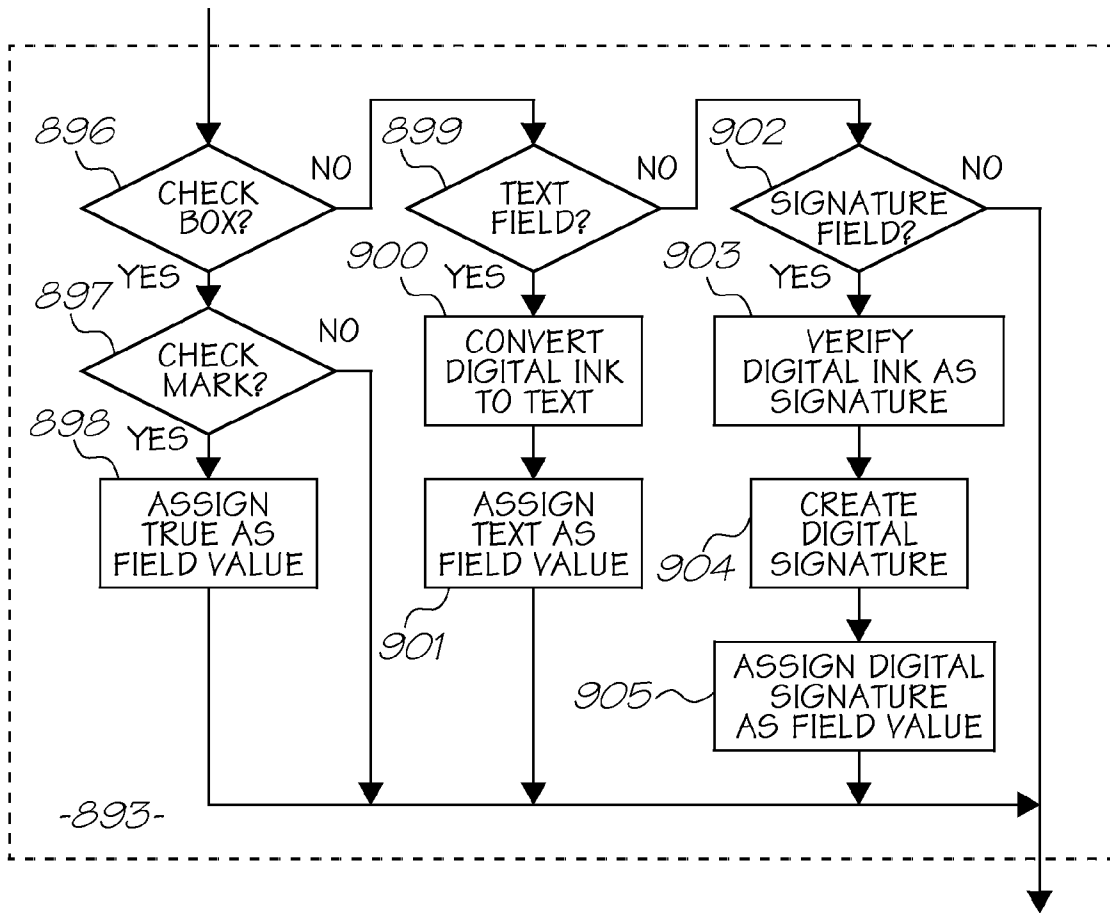 896
CHECK
BOX?
NO
YES
897
CHECK
MARK?
NO
YES
898
ASSIGN
TRUE AS
FIELD VALUE
899
TEXT
FIELD?
NO
YES
900
CONVERT
DIGITAL INK
TO TEXT
ASSIGN
TEXT AS
FIELD VALUE
901
902
SIGNATURE
FIELD?
NO
YES
903
VERIFY
DIGITAL INK AS
SIGNATURE
CREATE
DIGITAL
SIGNATURE
904
ASSIGN DIGITAL
SIGNATURE
AS FIELD VALUE
905
-893-